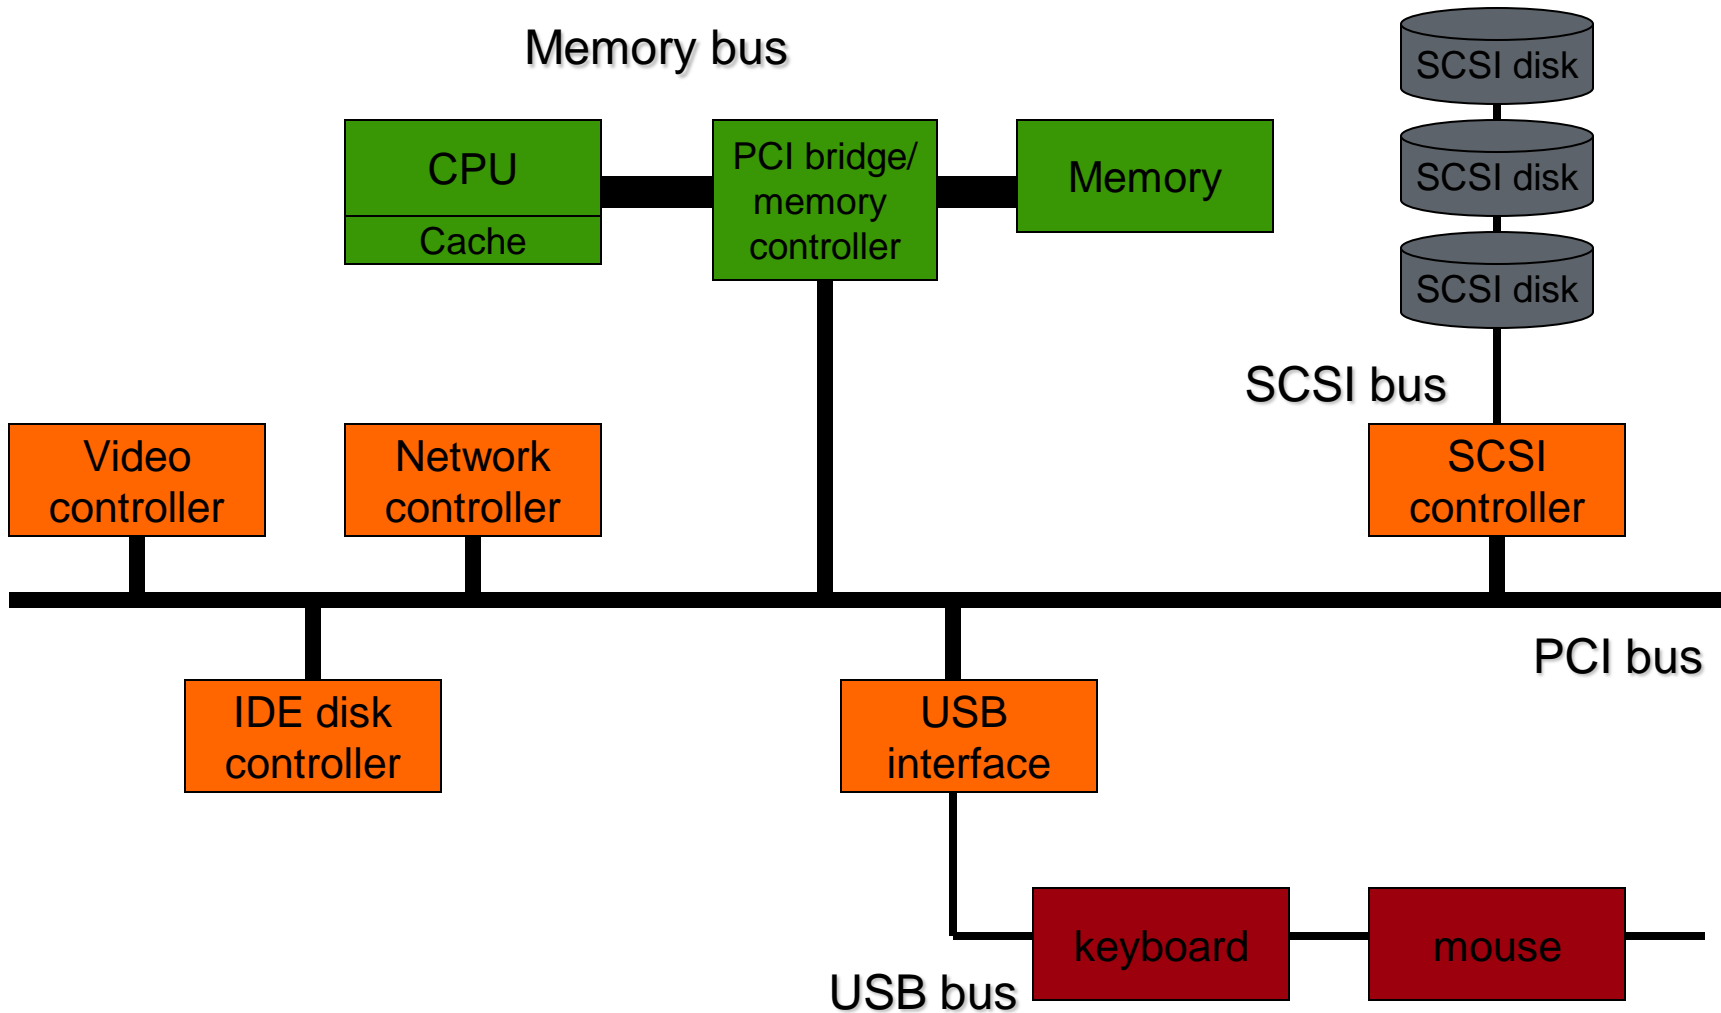 Memory bus
SCSI disk
SCSI disk
SCSI disk
CPU
Cache
PCI bridge/
memory
controller
Memory
SCSI bus
Video
controller
Network
controller
SCSI
controller
PCI bus
IDE disk
controller
USB
interface
keyboard
mouse
USB bus